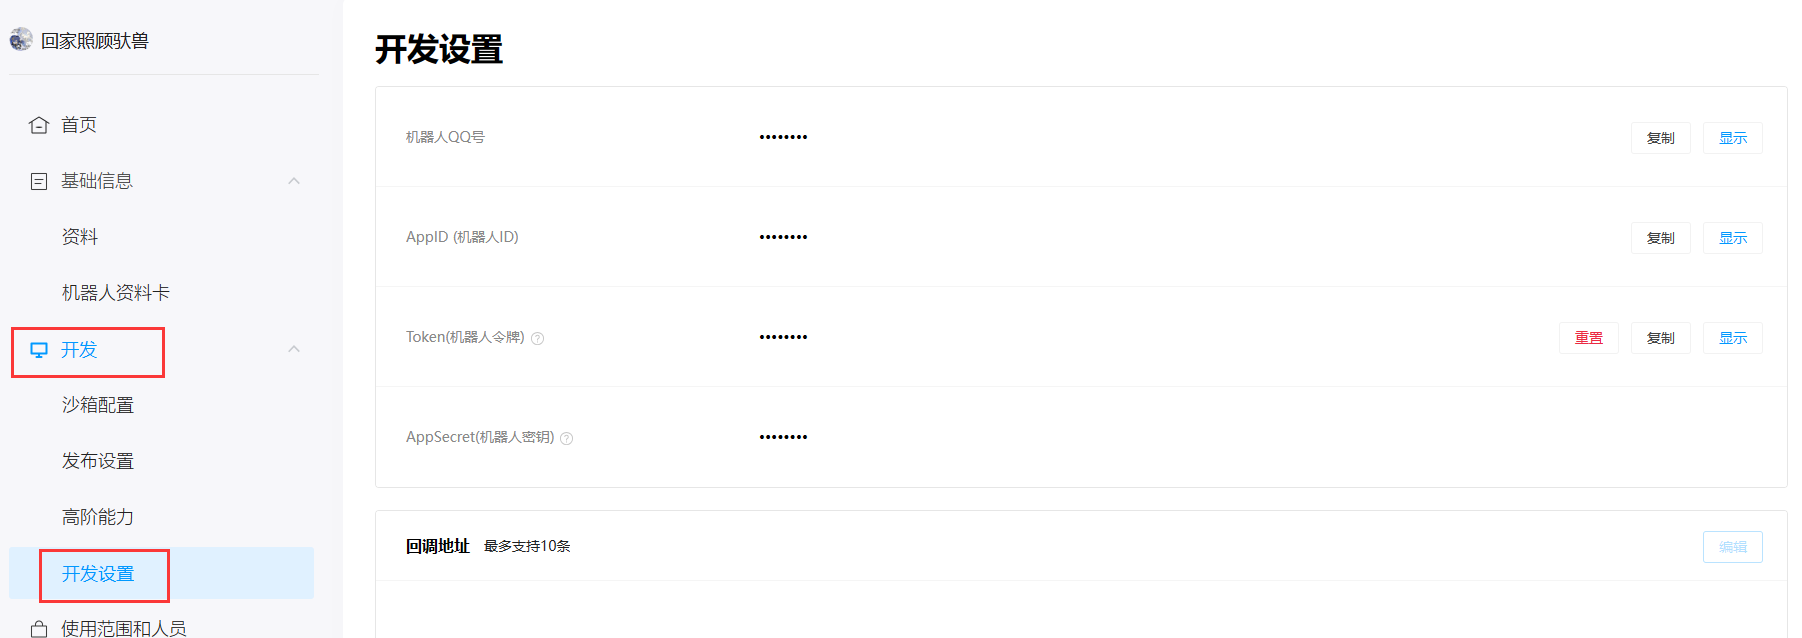 回家照顾驮兽
首页
基础信息
资料
机器人资料卡
开发
沙箱配置
发布设置
高阶能力
开发设置
使用范围和人员
开发设置
机器人QQ号 •••••••• 复制 显示
AppID (机器人ID) •••••••• 复制 显示
Token(机器人令牌) ? •••••••• 重置 复制 显示
AppSecret(机器人密钥) ? ••••••••
回调地址 最多支持10条 编辑